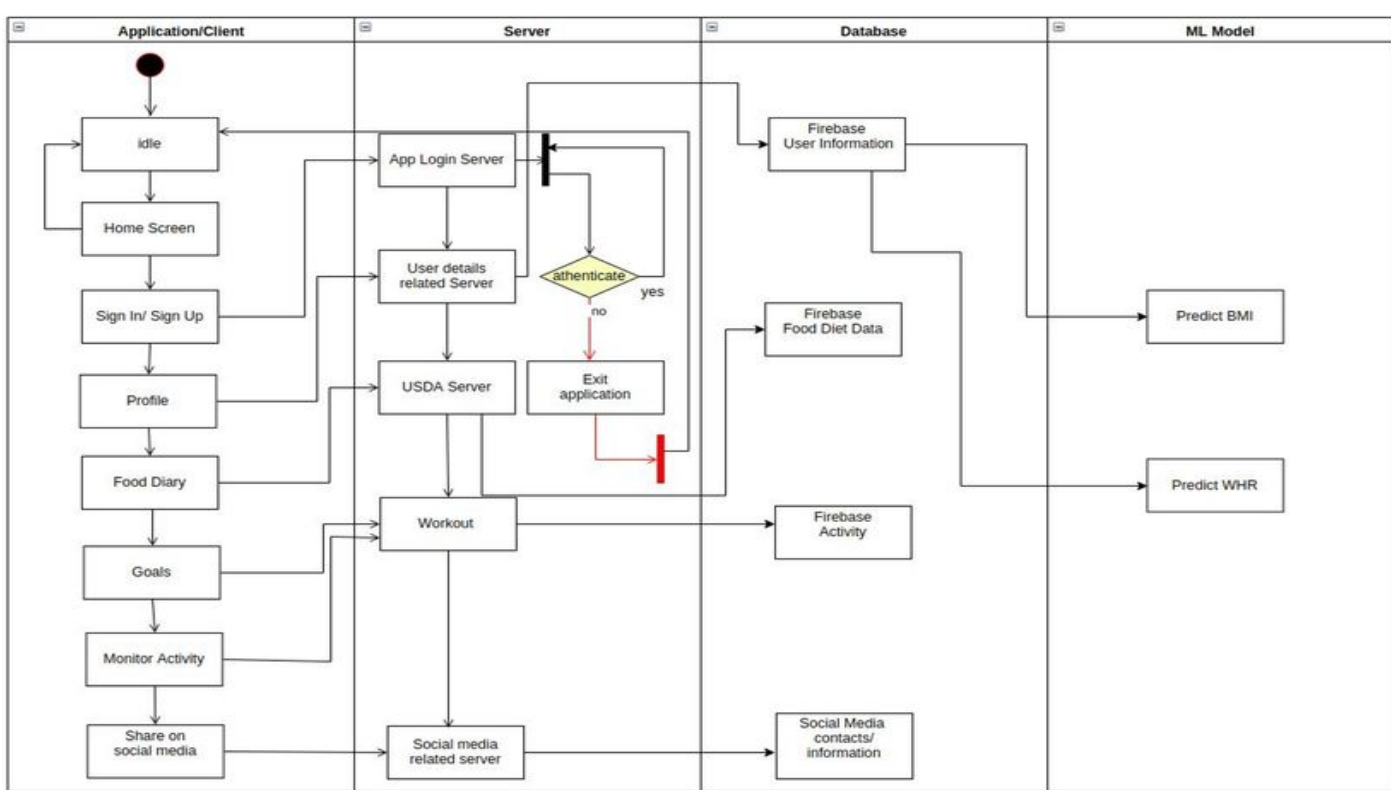 Application/Client
Server
Database
ML Model
idle
Home Screen
Sign In/ Sign Up
Profile
Food Diary
Goals
Monitor Activity
Share on
social media
App Login Server
User details
related Server
USDA Server
Workout
Social media
related server
athenticate
yes
no
Exit
application
Firebase
User Information
Firebase
Food Diet Data
Firebase
Activity
Social Media
contacts/
information
Predict BMI
Predict WHR